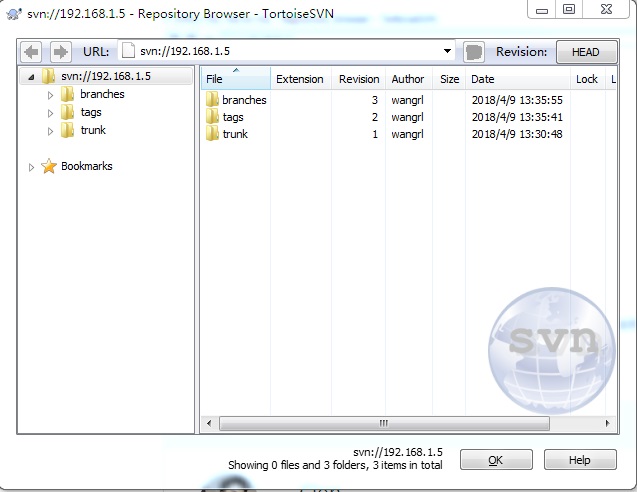 svn://192.168.1.5 - Repository Browser - TortoiseSVN
URL: svn://192.168.1.5 Revision: HEAD
svn://192.168.1.5
branches
tags
trunk
Bookmarks
File Extension Revision Author Size Date Lock L
branches 3 wangrl 2018/4/9 13:35:55
tags 2 wangrl 2018/4/9 13:35:41
trunk 1 wangrl 2018/4/9 13:30:48
svn
svn://192.168.1.5
Showing 0 files and 3 folders, 3 items in total
OK Help